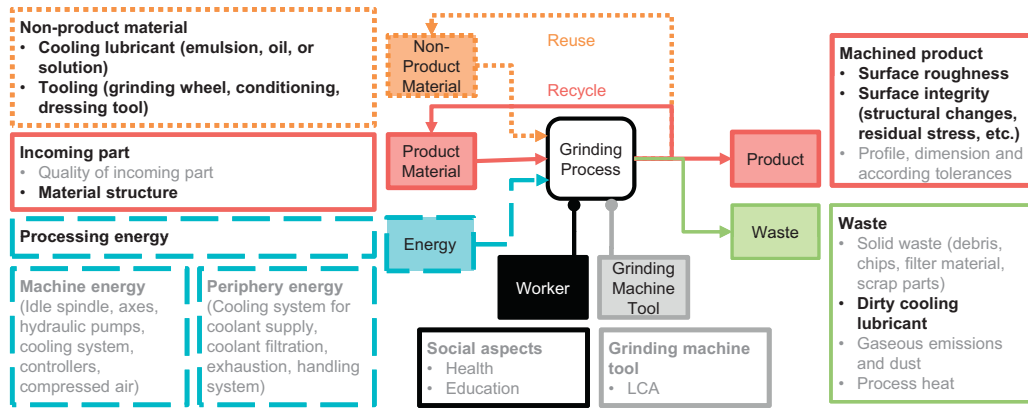 Non-product material
• Cooling lubricant (emulsion, oil, or
solution)
• Tooling (grinding wheel, conditioning,
dressing tool)
Incoming part
• Quality of incoming part
• Material structure
Processing energy
Machine energy
(Idle spindle, axes,
hydraulic pumps,
cooling system,
controllers,
compressed air)
Periphery energy
(Cooling system for
coolant supply,
coolant filtration,
exhaustion, handling
system)
Non-
Product
Material
Reuse
Recycle
Product
Material
Grinding
Process
Energy
Product
Waste
Worker
Grinding
Machine
Tool
Social aspects
• Health
• Education
Grinding machine
tool
• LCA
Machined product
• Surface roughness
• Surface integrity
(structural changes,
residual stress, etc.)
• Profile, dimension and
according tolerances
Waste
• Solid waste (debris,
chips, filter material,
scrap parts)
• Dirty cooling
lubricant
• Gaseous emissions
and dust
• Process heat